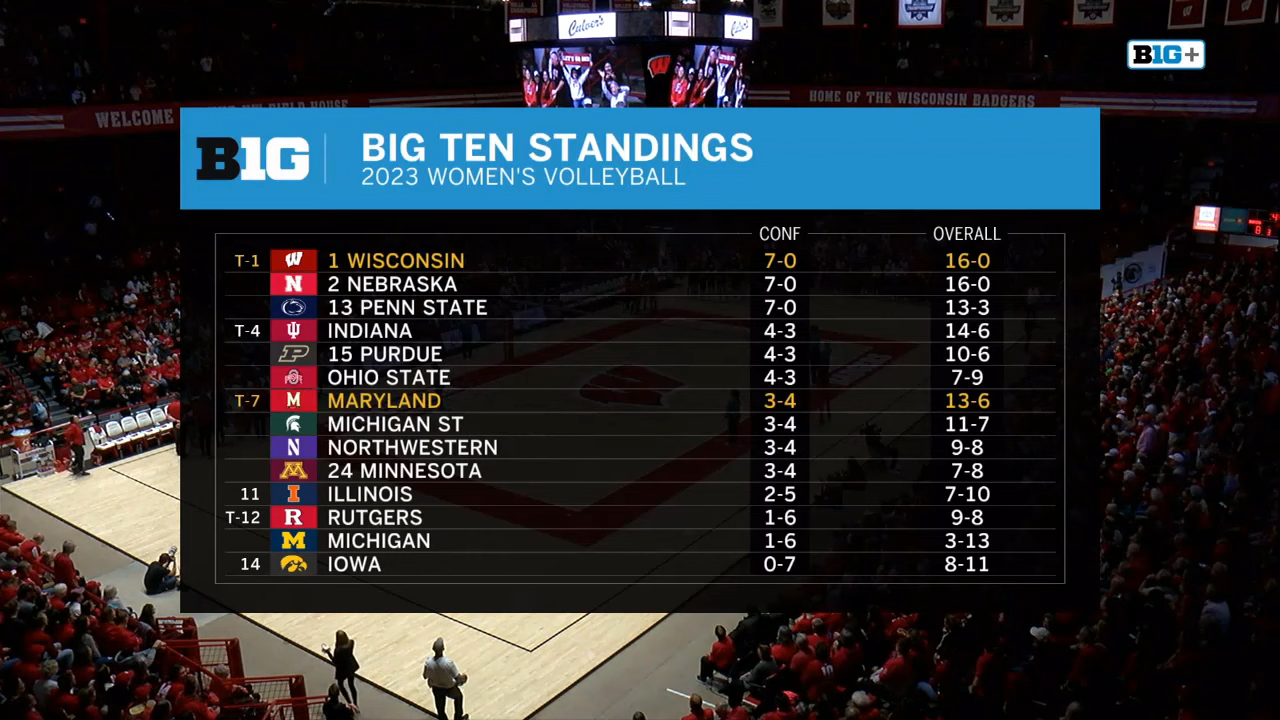 Culver's
Culver's
B1G+
WELCOME
FIELD HOUSE
HOME OF THE WISCONSIN BADGERS
B1G
BIG TEN STANDINGS
2023 WOMEN'S VOLLEYBALL
CONF OVERALL
T-1 W 1 WISCONSIN 7-0 16-0
N 2 NEBRASKA 7-0 16-0
13 PENN STATE 7-0 13-3
T-4 INDIANA 4-3 14-6
P 15 PURDUE 4-3 10-6
OHIO STATE 4-3 7-9
T-7 M MARYLAND 3-4 13-6
MICHIGAN ST 3-4 11-7
N NORTHWESTERN 3-4 9-8
M 24 MINNESOTA 3-4 7-8
11 I ILLINOIS 2-5 7-10
T-12 R RUTGERS 1-6 9-8
M MICHIGAN 1-6 3-13
14 IOWA 0-7 8-11